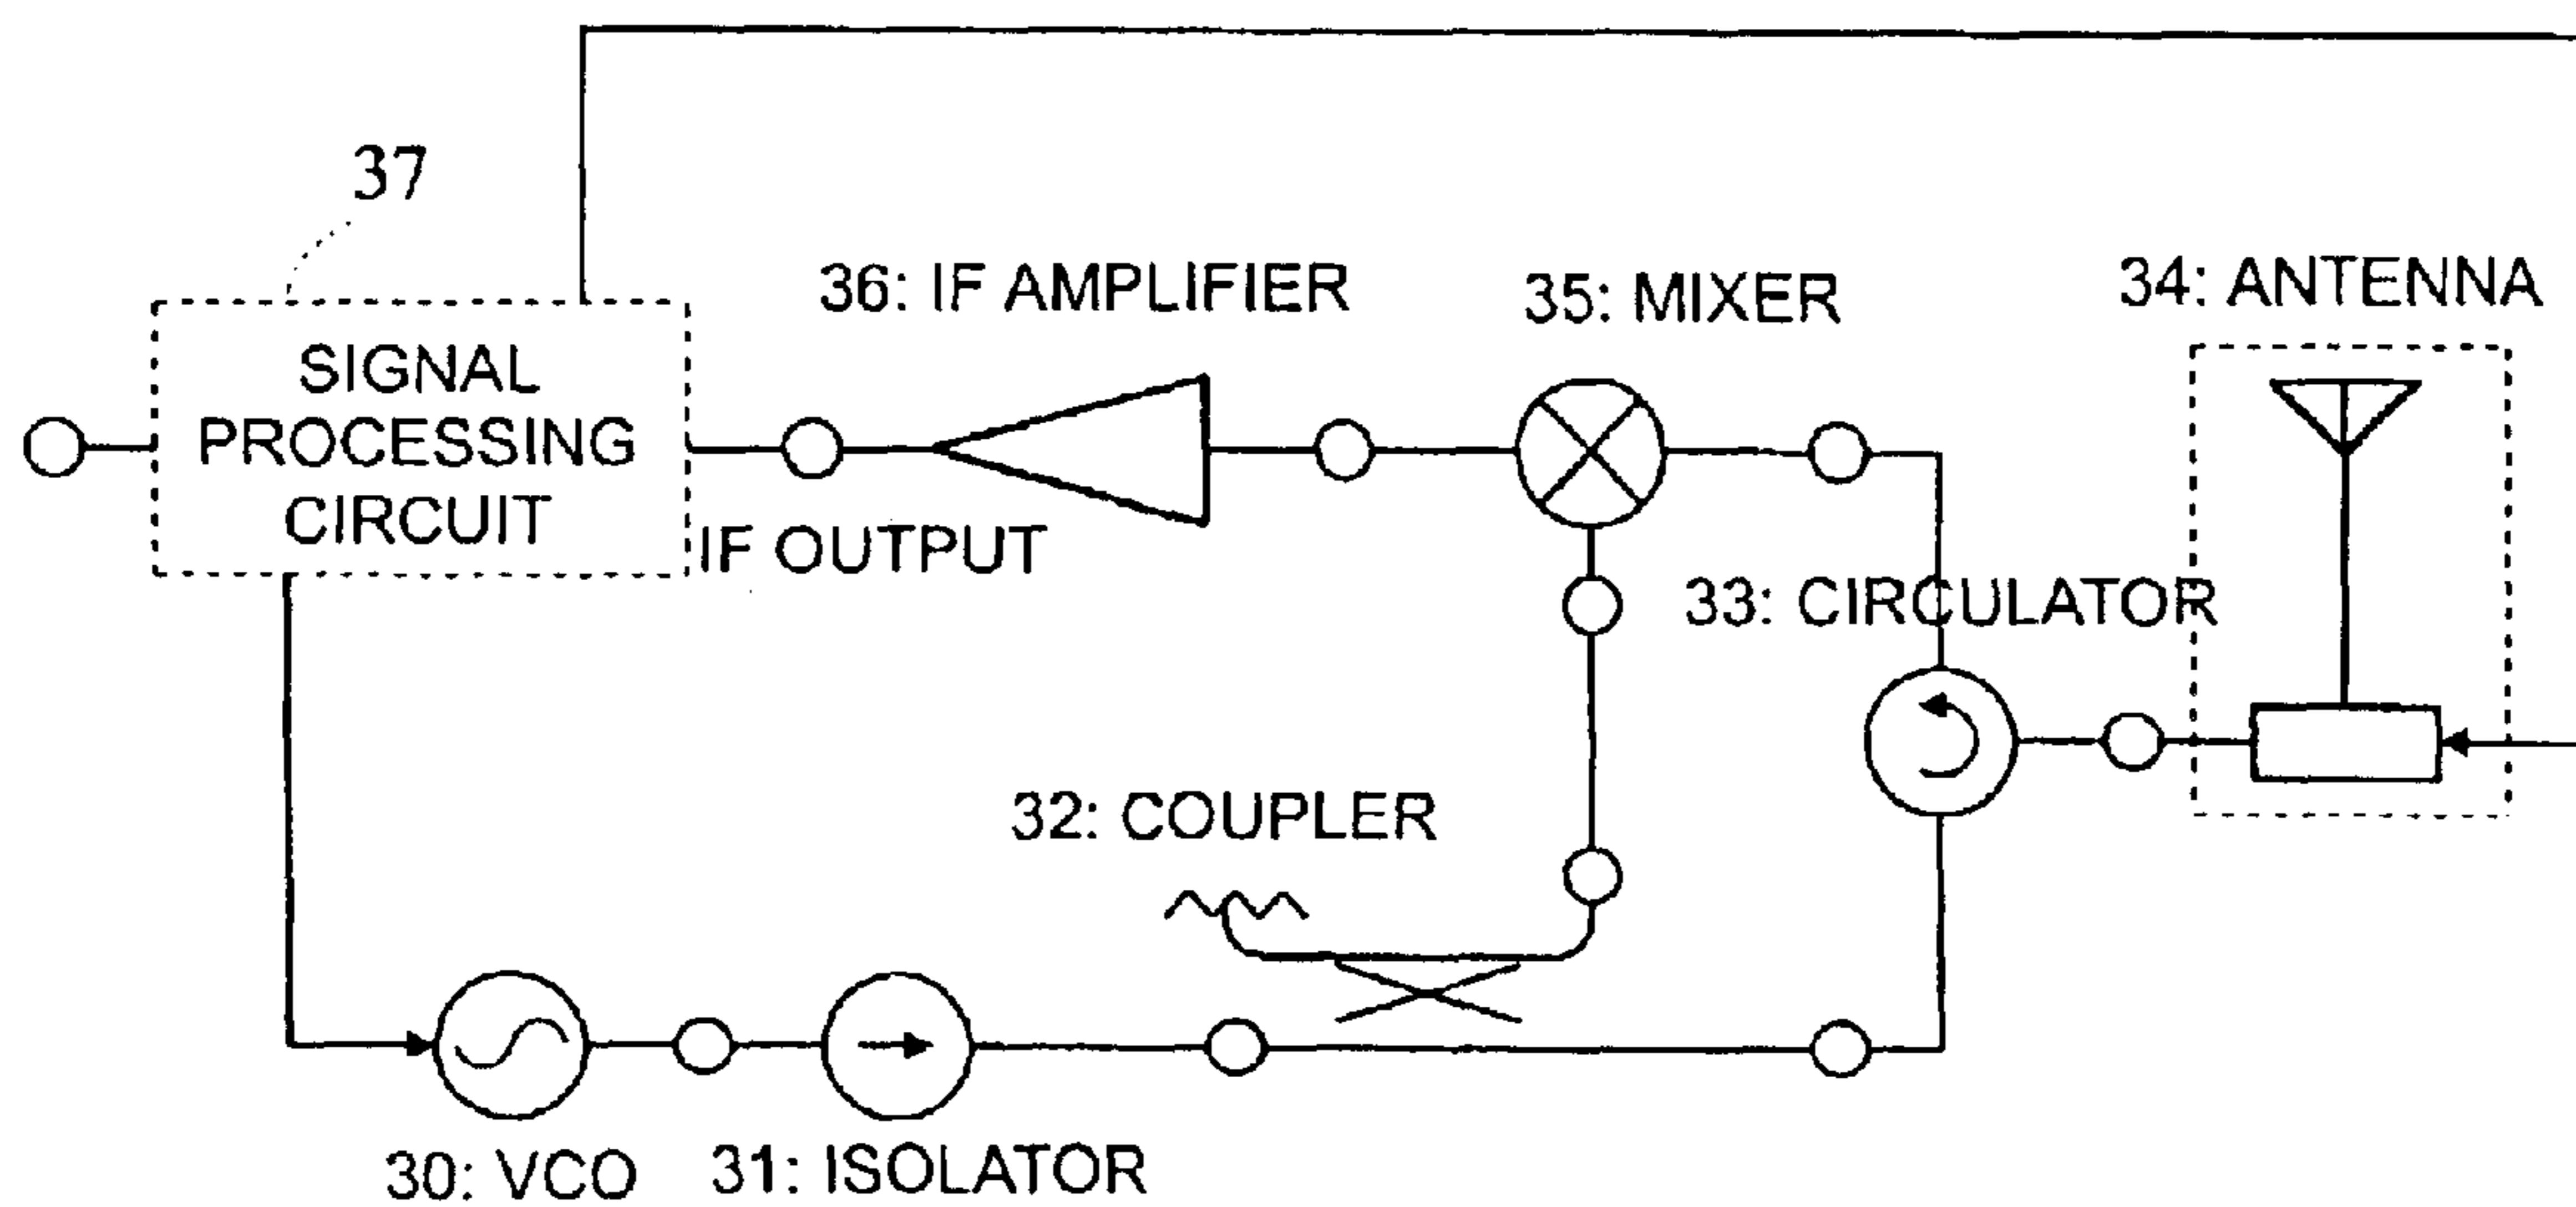 37
36: IF AMPLIFIER
35: MIXER
34: ANTENNA
SIGNAL
PROCESSING
CIRCUIT
IF OUTPUT
33: CIRCULATOR
32: COUPLER
30: VCO
31: ISOLATOR